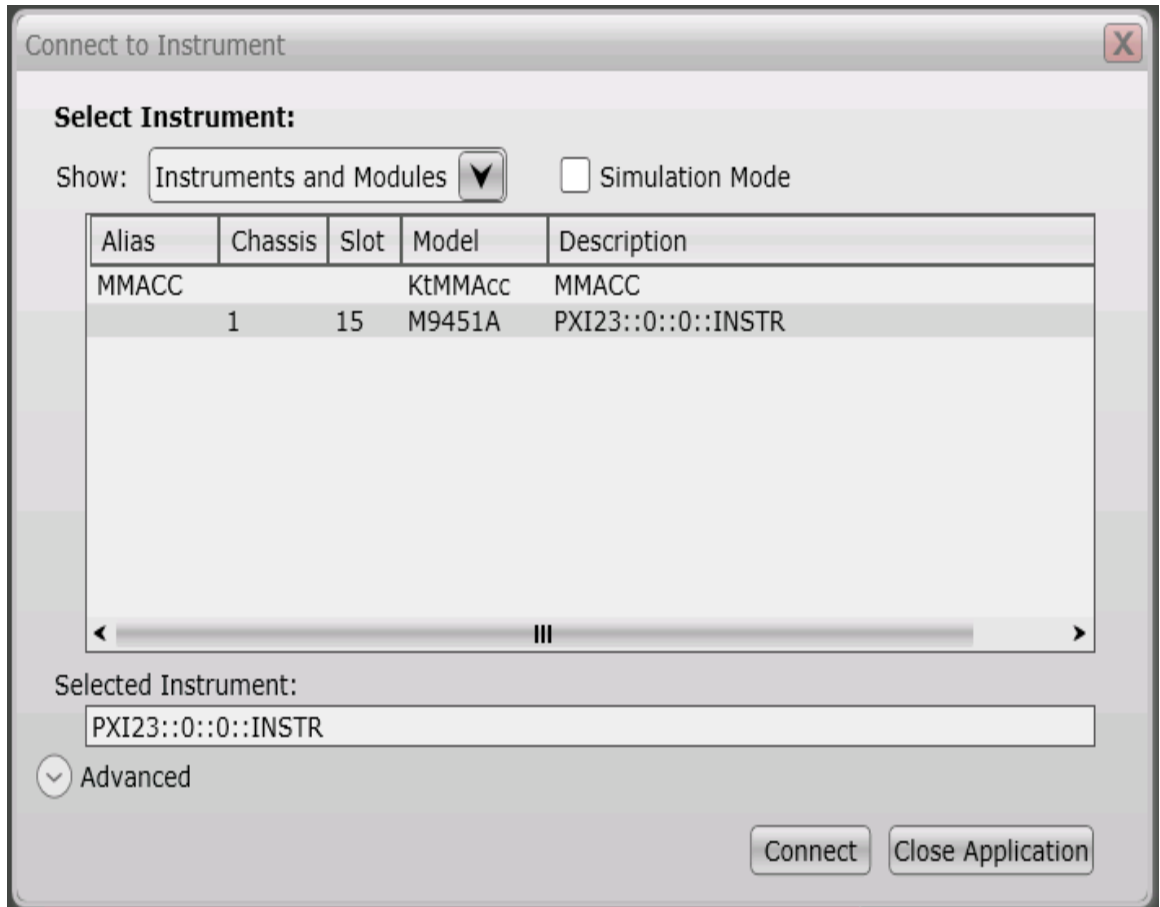 Connect to Instrument X
Select Instrument:
Show: Instruments and Modules Simulation Mode
Alias Chassis Slot Model Description
MMACC KtMMAcc MMACC
1 15 M9451A PXI23::0::0::INSTR
Selected Instrument:
PXI23::0::0::INSTR
Advanced
Connect Close Application